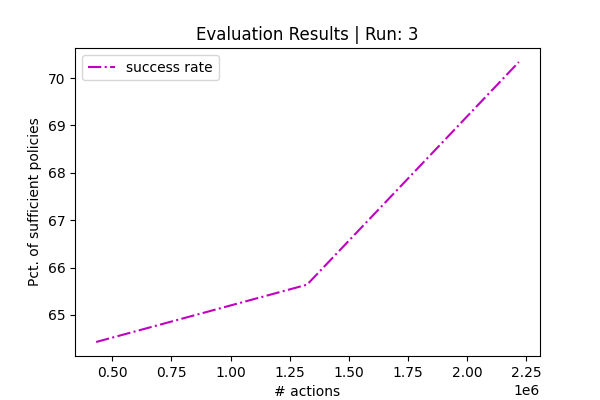 Evaluation Results | Run: 3
success rate
Pct. of sufficient policies
70
69
68
67
66
65
0.50 0.75 1.00 1.25 1.50 1.75 2.00 2.25
1e6
# actions